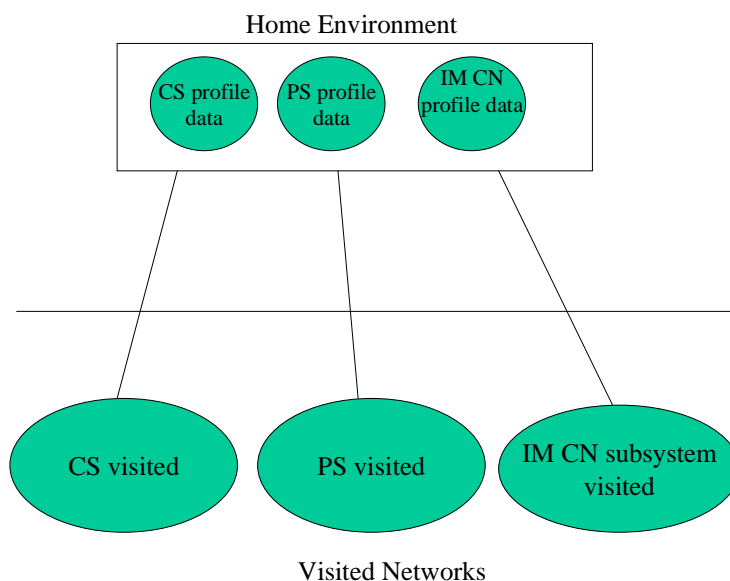 Home Environment
CS profile
data
PS profile
data
IM CN
profile data
CS visited
PS visited
IM CN subsystem
visited
Visited Networks